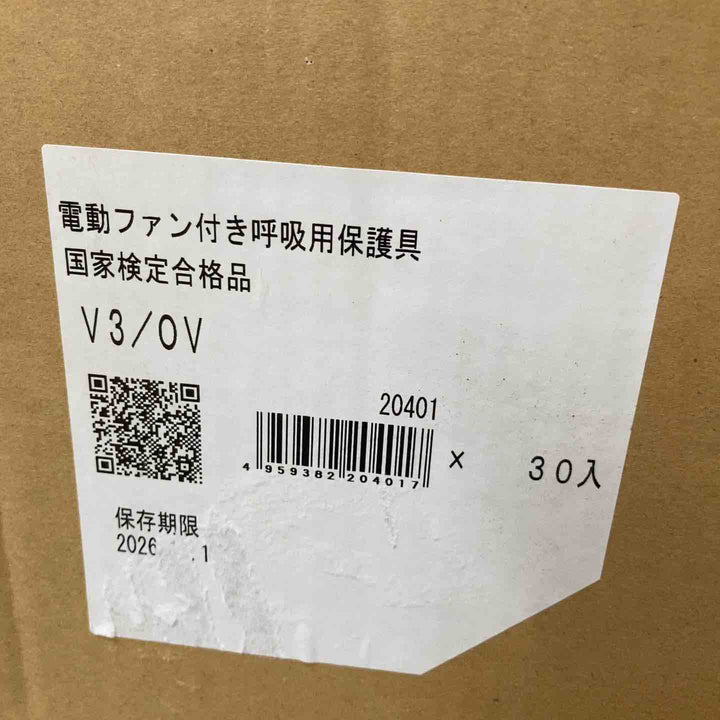 電動ファン付き呼吸用保護具
国家検定合格品
V3/OV
20401
4 959382 204017
×
30入
保存期限
2026